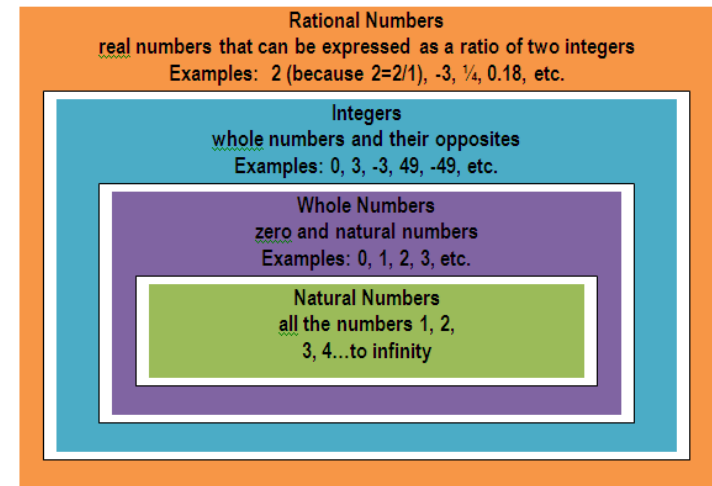 Rational Numbers
real numbers that can be expressed as a ratio of two integers
Examples:  2 (because 2=2/1), -3, ¼, 0.18, etc.
Integers
whole numbers and their opposites
Examples: 0, 3, -3, 49, -49, etc.
Whole Numbers
zero and natural numbers
Examples: 0, 1, 2, 3, etc.
Natural Numbers
all the numbers 1, 2,
3, 4…to infinity